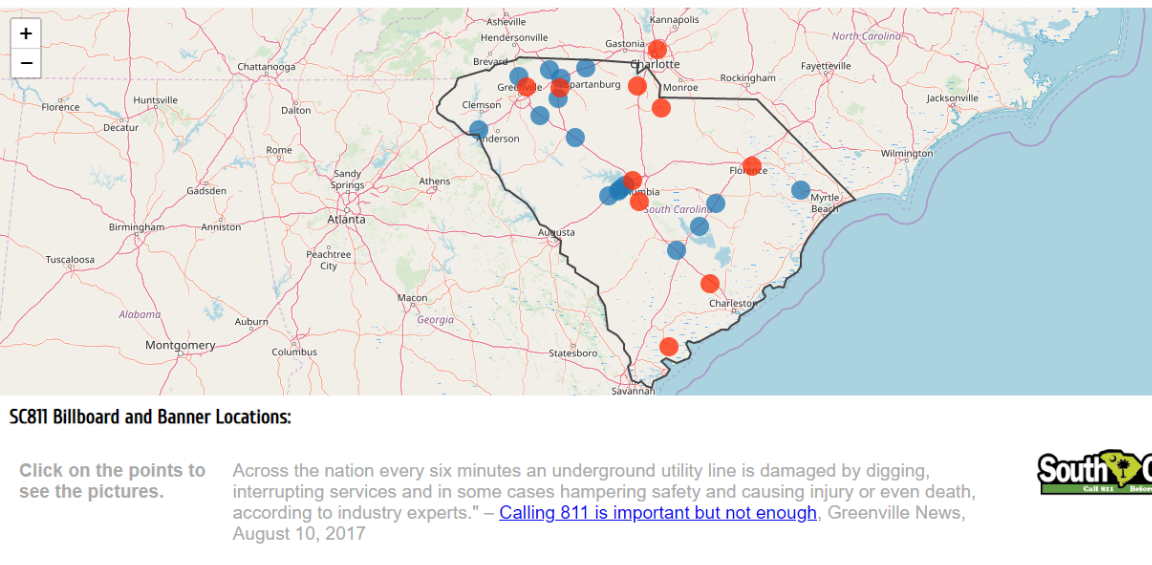 +
−
Asheville
Kannapolis
Hendersonville
North Carolina
Gastonia
Brevard
Charlotte
Chattanooga
Fayetteville
Rockingham
Spartanburg
Monroe
Jacksonville
Huntsville
Florence
Clemson
Dalton
Decatur
Anderson
Rome
Wilmington
Sandy
Springs
Florence
Athens
Gadsden
Myrtle
Beach
South Carolina
Atlanta
Birmingham
Anniston
Augusta
Peachtree
City
Tuscaloosa
Macon
Charleston
Alabama
Georgia
Auburn
Montgomery
Columbus
Statesboro
Savannah
SC811 Billboard and Banner Locations:
Click on the points to
see the pictures.
Across the nation every six minutes an underground utility line is damaged by digging,
interrupting services and in some cases hampering safety and causing injury or even death,
according to industry experts." – Calling 811 is important but not enough, Greenville News,
August 10, 2017
South C
Call 811 Before